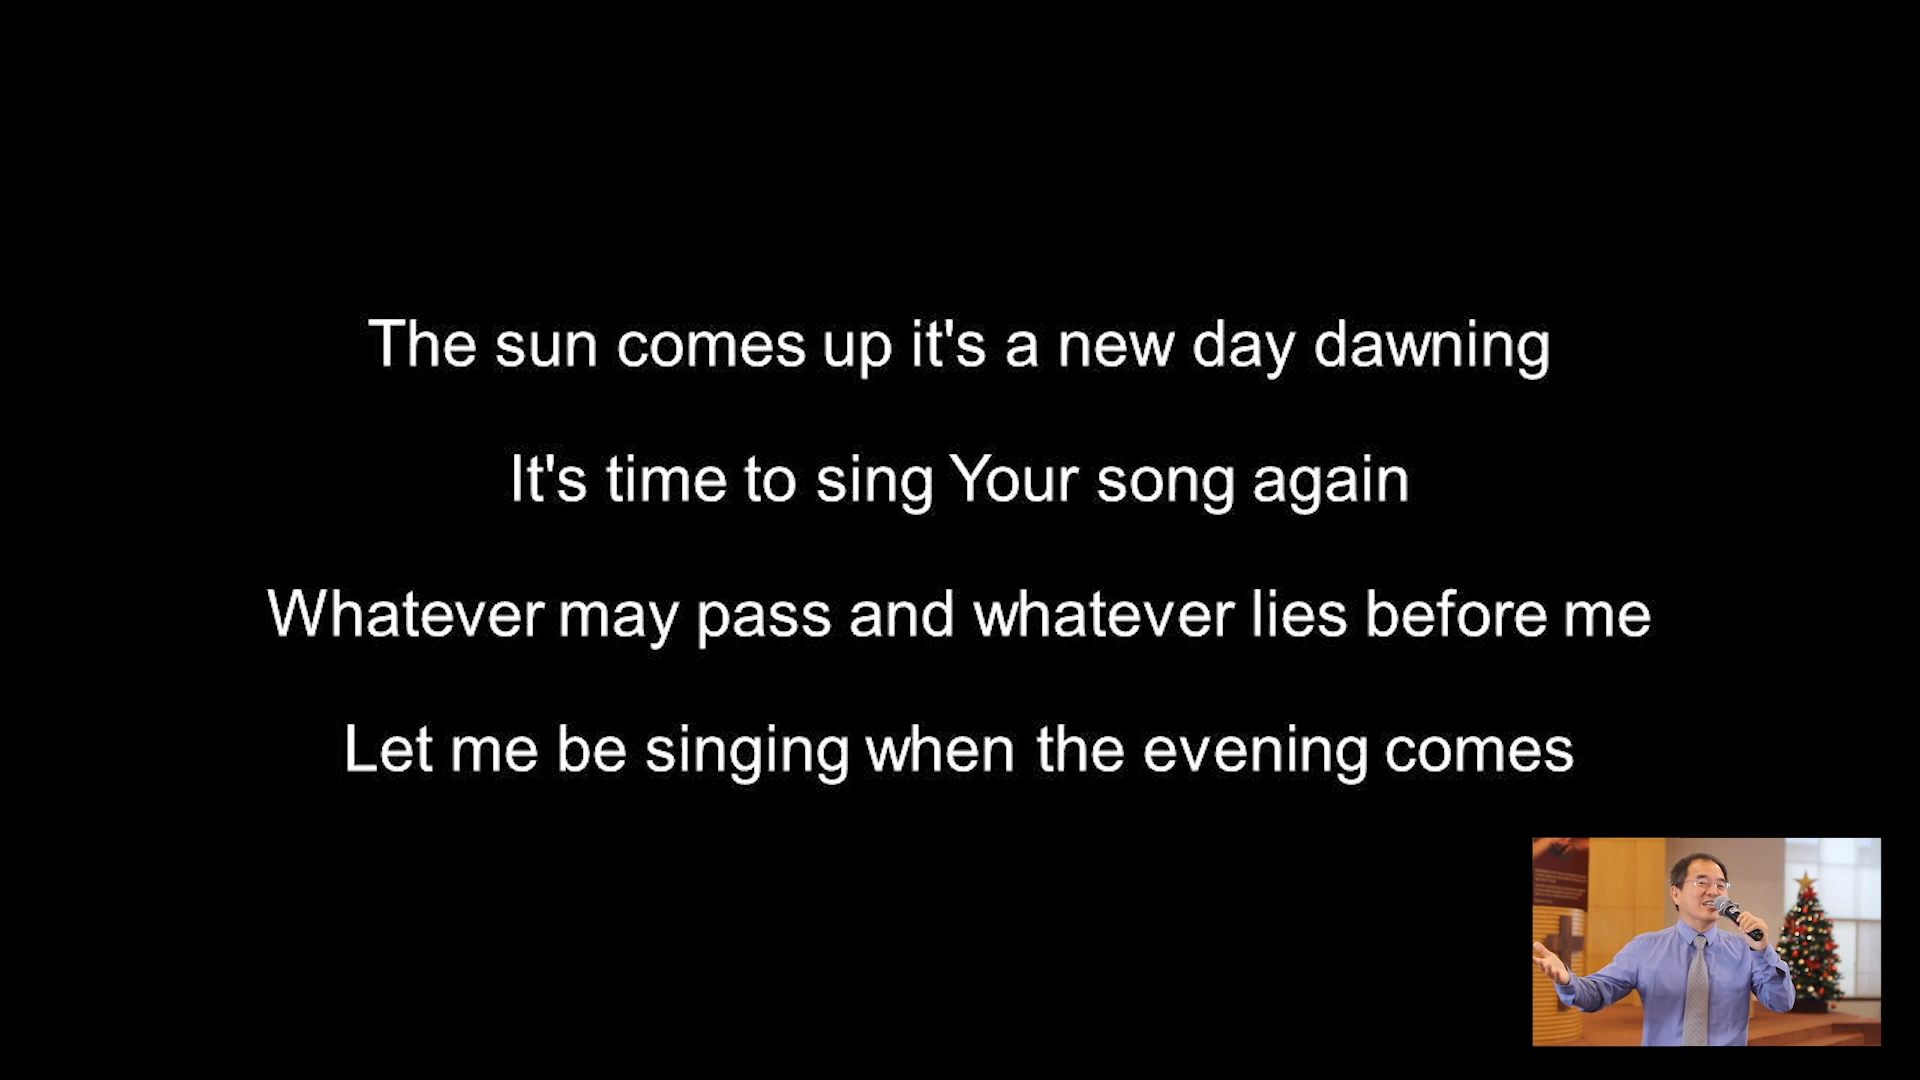 The sun comes up it's a new day dawning
It's time to sing Your song again
Whatever may pass and whatever lies before me
Let me be singing when the evening comes